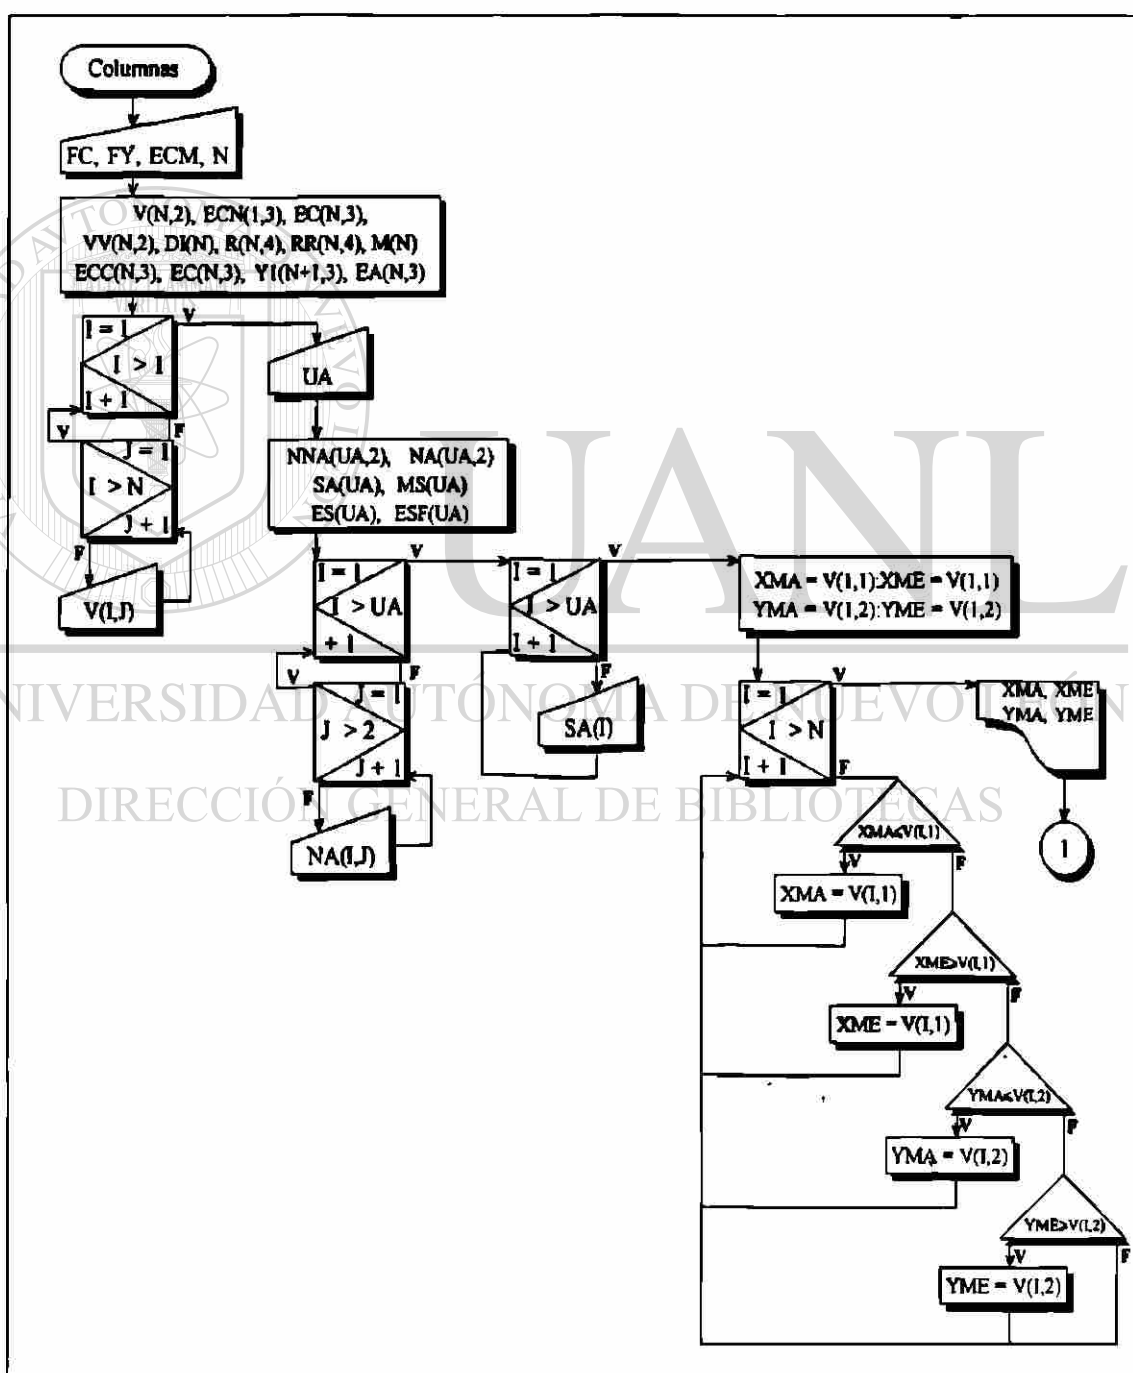 Columnas
FC, FY, ECM, N
V(N,2), ECN(1,3), EC(N,3),
VV(N,2), DI(N), R(N,4), RR(N,4), M(N)
ECC(N,3), EC(N,3), Y1(N+1,3), EA(N,3)
I = 1
I > 1
I + 1
V
F
J = 1
I > N
J + 1
V
F
V(I,J)
UA
NNA(UA,2), NA(UA,2)
SA(UA), MS(UA)
ES(UA), ESF(UA)
I = 1
I > UA
+ 1
V
F
J = 1
J > 2
J + 1
V
F
NA(I,J)
I = 1
I > UA
I + 1
V
F
SA(I)
XMA = V(1,1):XME = V(1,1)
YMA = V(1,2):YME = V(1,2)
I = 1
I > N
I + 1
V
F
XMA, XME
YMA, YME
1
XMA<V(I,1)
V
F
XMA = V(I,1)
XME>V(I,1)
V
F
XME = V(I,1)
YMA<V(I,2)
V
F
YMA = V(I,2)
YME>V(I,2)
V
F
YME = V(I,2)
UANL
UNIVERSIDAD AUTÓNOMA DE NUEVO LEÓN
DIRECCIÓN GENERAL DE BIBLIOTECAS